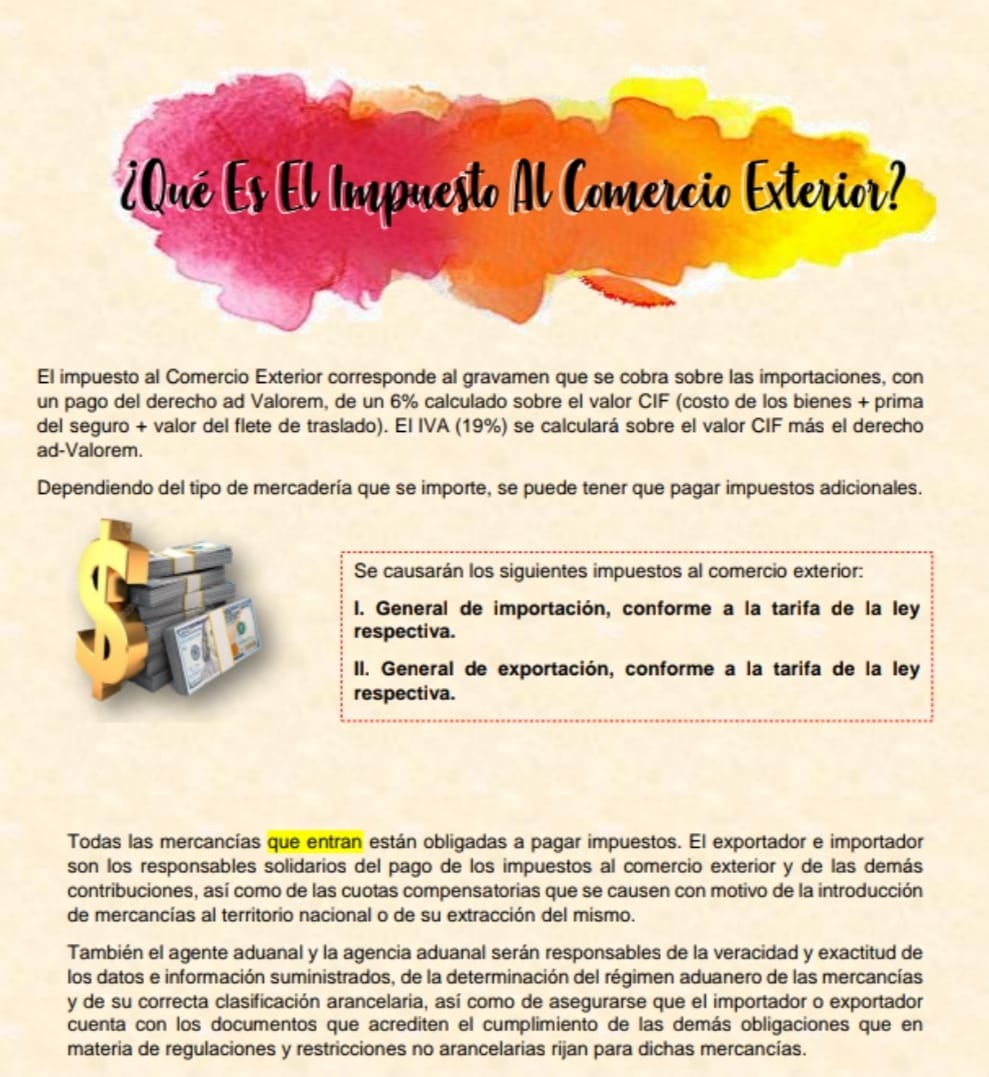 ¿Qué Es El Impuesto Al Comercio Exterior?
El impuesto al Comercio Exterior corresponde al gravamen que se cobra sobre las importaciones, con
un pago del derecho ad Valorem, de un 6% calculado sobre el valor CIF (costo de los bienes + prima
del seguro + valor del flete de traslado). El IVA (19%) se calculará sobre el valor CIF más el derecho
ad-Valorem.
Dependiendo del tipo de mercadería que se importe, se puede tener que pagar impuestos adicionales.
Se causarán los siguientes impuestos al comercio exterior:
I. General de importación, conforme a la tarifa de la ley
respectiva.
II. General de exportación, conforme a la tarifa de la ley
respectiva.
Todas las mercancías que entran están obligadas a pagar impuestos. El exportador e importador
son los responsables solidarios del pago de los impuestos al comercio exterior y de las demás
contribuciones, así como de las cuotas compensatorias que se causen con motivo de la introducción
de mercancías al territorio nacional o de su extracción del mismo.
También el agente aduanal y la agencia aduanal serán responsables de la veracidad y exactitud de
los datos e información suministrados, de la determinación del régimen aduanero de las mercancías
y de su correcta clasificación arancelaria, así como de asegurarse que el importador o exportador
cuenta con los documentos que acrediten el cumplimiento de las demás obligaciones que en
materia de regulaciones y restricciones no arancelarias rijan para dichas mercancías.